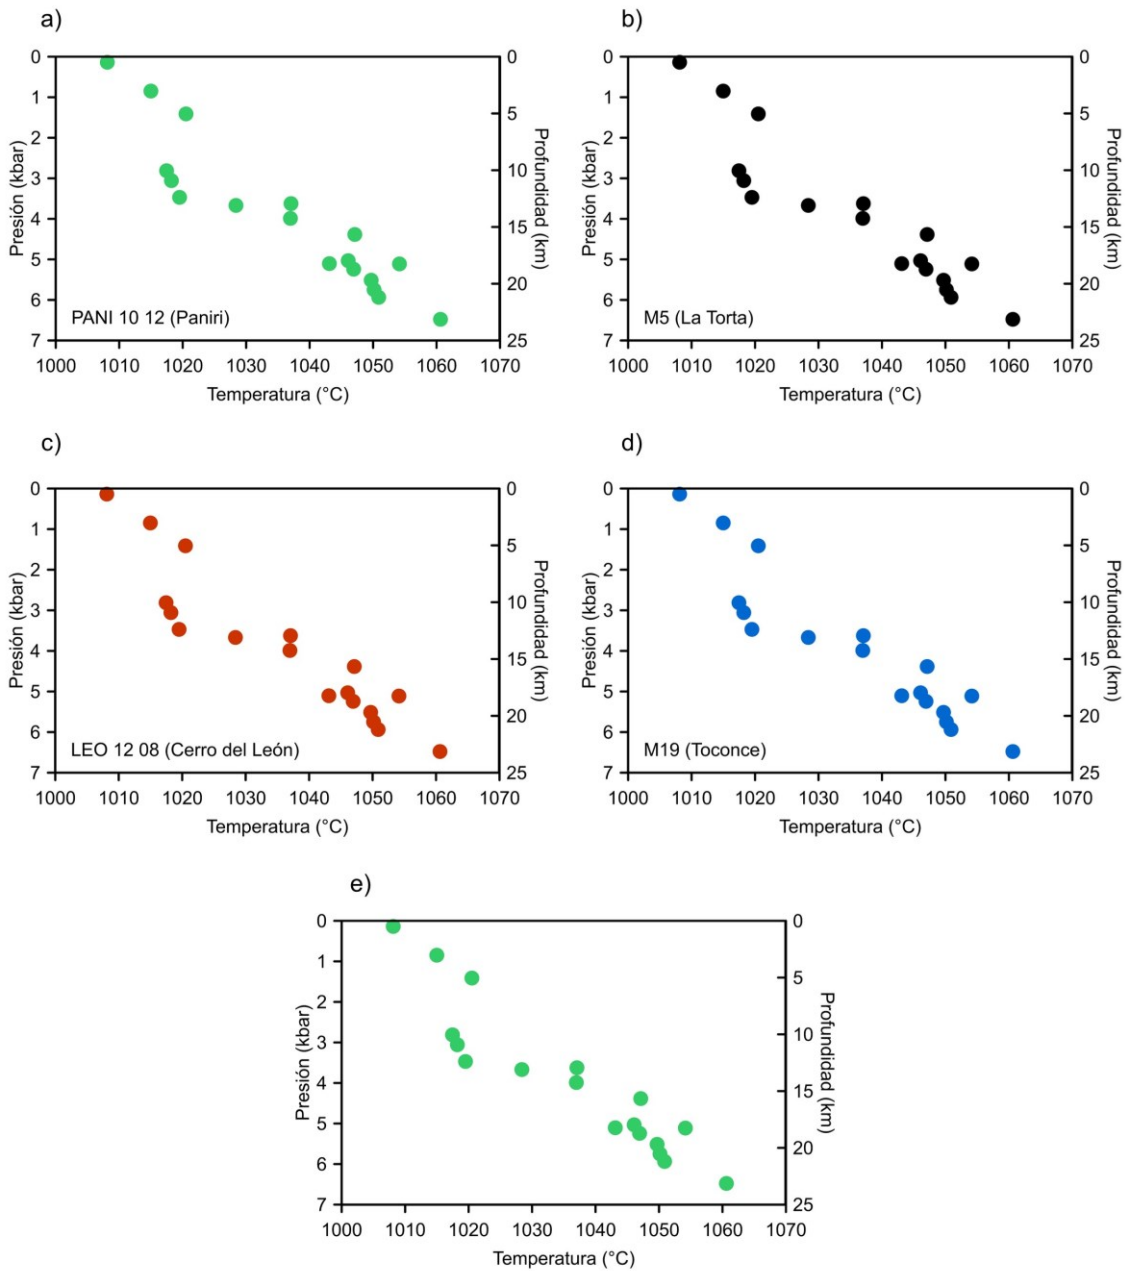 a)
0
1
2
3
4
5
6
7
Presión (kbar)
0
5
10
15
20
25
Profundidad (km)
PANI 10 12 (Paniri)
1000 1010 1020 1030 1040 1050 1060 1070
Temperatura (°C)
b)
0
1
2
3
4
5
6
7
Presión (kbar)
0
5
10
15
20
25
Profundidad (km)
M5 (La Torta)
1000 1010 1020 1030 1040 1050 1060 1070
Temperatura (°C)
c)
0
1
2
3
4
5
6
7
Presión (kbar)
0
5
10
15
20
25
Profundidad (km)
LEO 12 08 (Cerro del León)
1000 1010 1020 1030 1040 1050 1060 1070
Temperatura (°C)
d)
0
1
2
3
4
5
6
7
Presión (kbar)
0
5
10
15
20
25
Profundidad (km)
M19 (Toconce)
1000 1010 1020 1030 1040 1050 1060 1070
Temperatura (°C)
e)
0
1
2
3
4
5
6
7
Presión (kbar)
0
5
10
15
20
25
Profundidad (km)
1000 1010 1020 1030 1040 1050 1060 1070
Temperatura (°C)